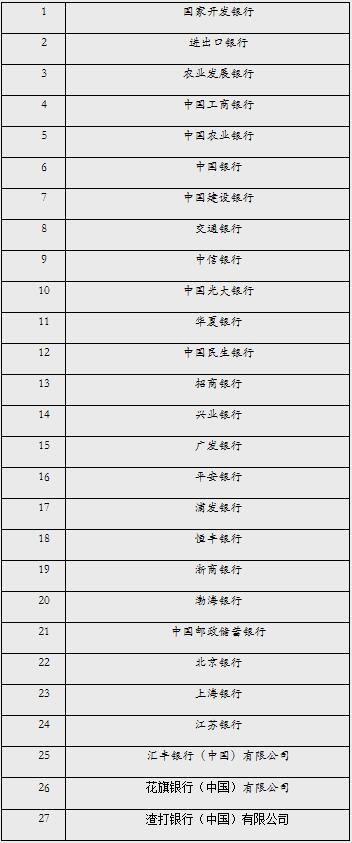 1 国家开发银行
2 进出口银行
3 农业发展银行
4 中国工商银行
5 中国农业银行
6 中国银行
7 中国建设银行
8 交通银行
9 中信银行
10 中国光大银行
11 华夏银行
12 中国民生银行
13 招商银行
14 兴业银行
15 广发银行
16 平安银行
17 浦发银行
18 恒丰银行
19 浙商银行
20 渤海银行
21 中国邮政储蓄银行
22 北京银行
23 上海银行
24 江苏银行
25 汇丰银行（中国）有限公司
26 花旗银行（中国）有限公司
27 渣打银行（中国）有限公司